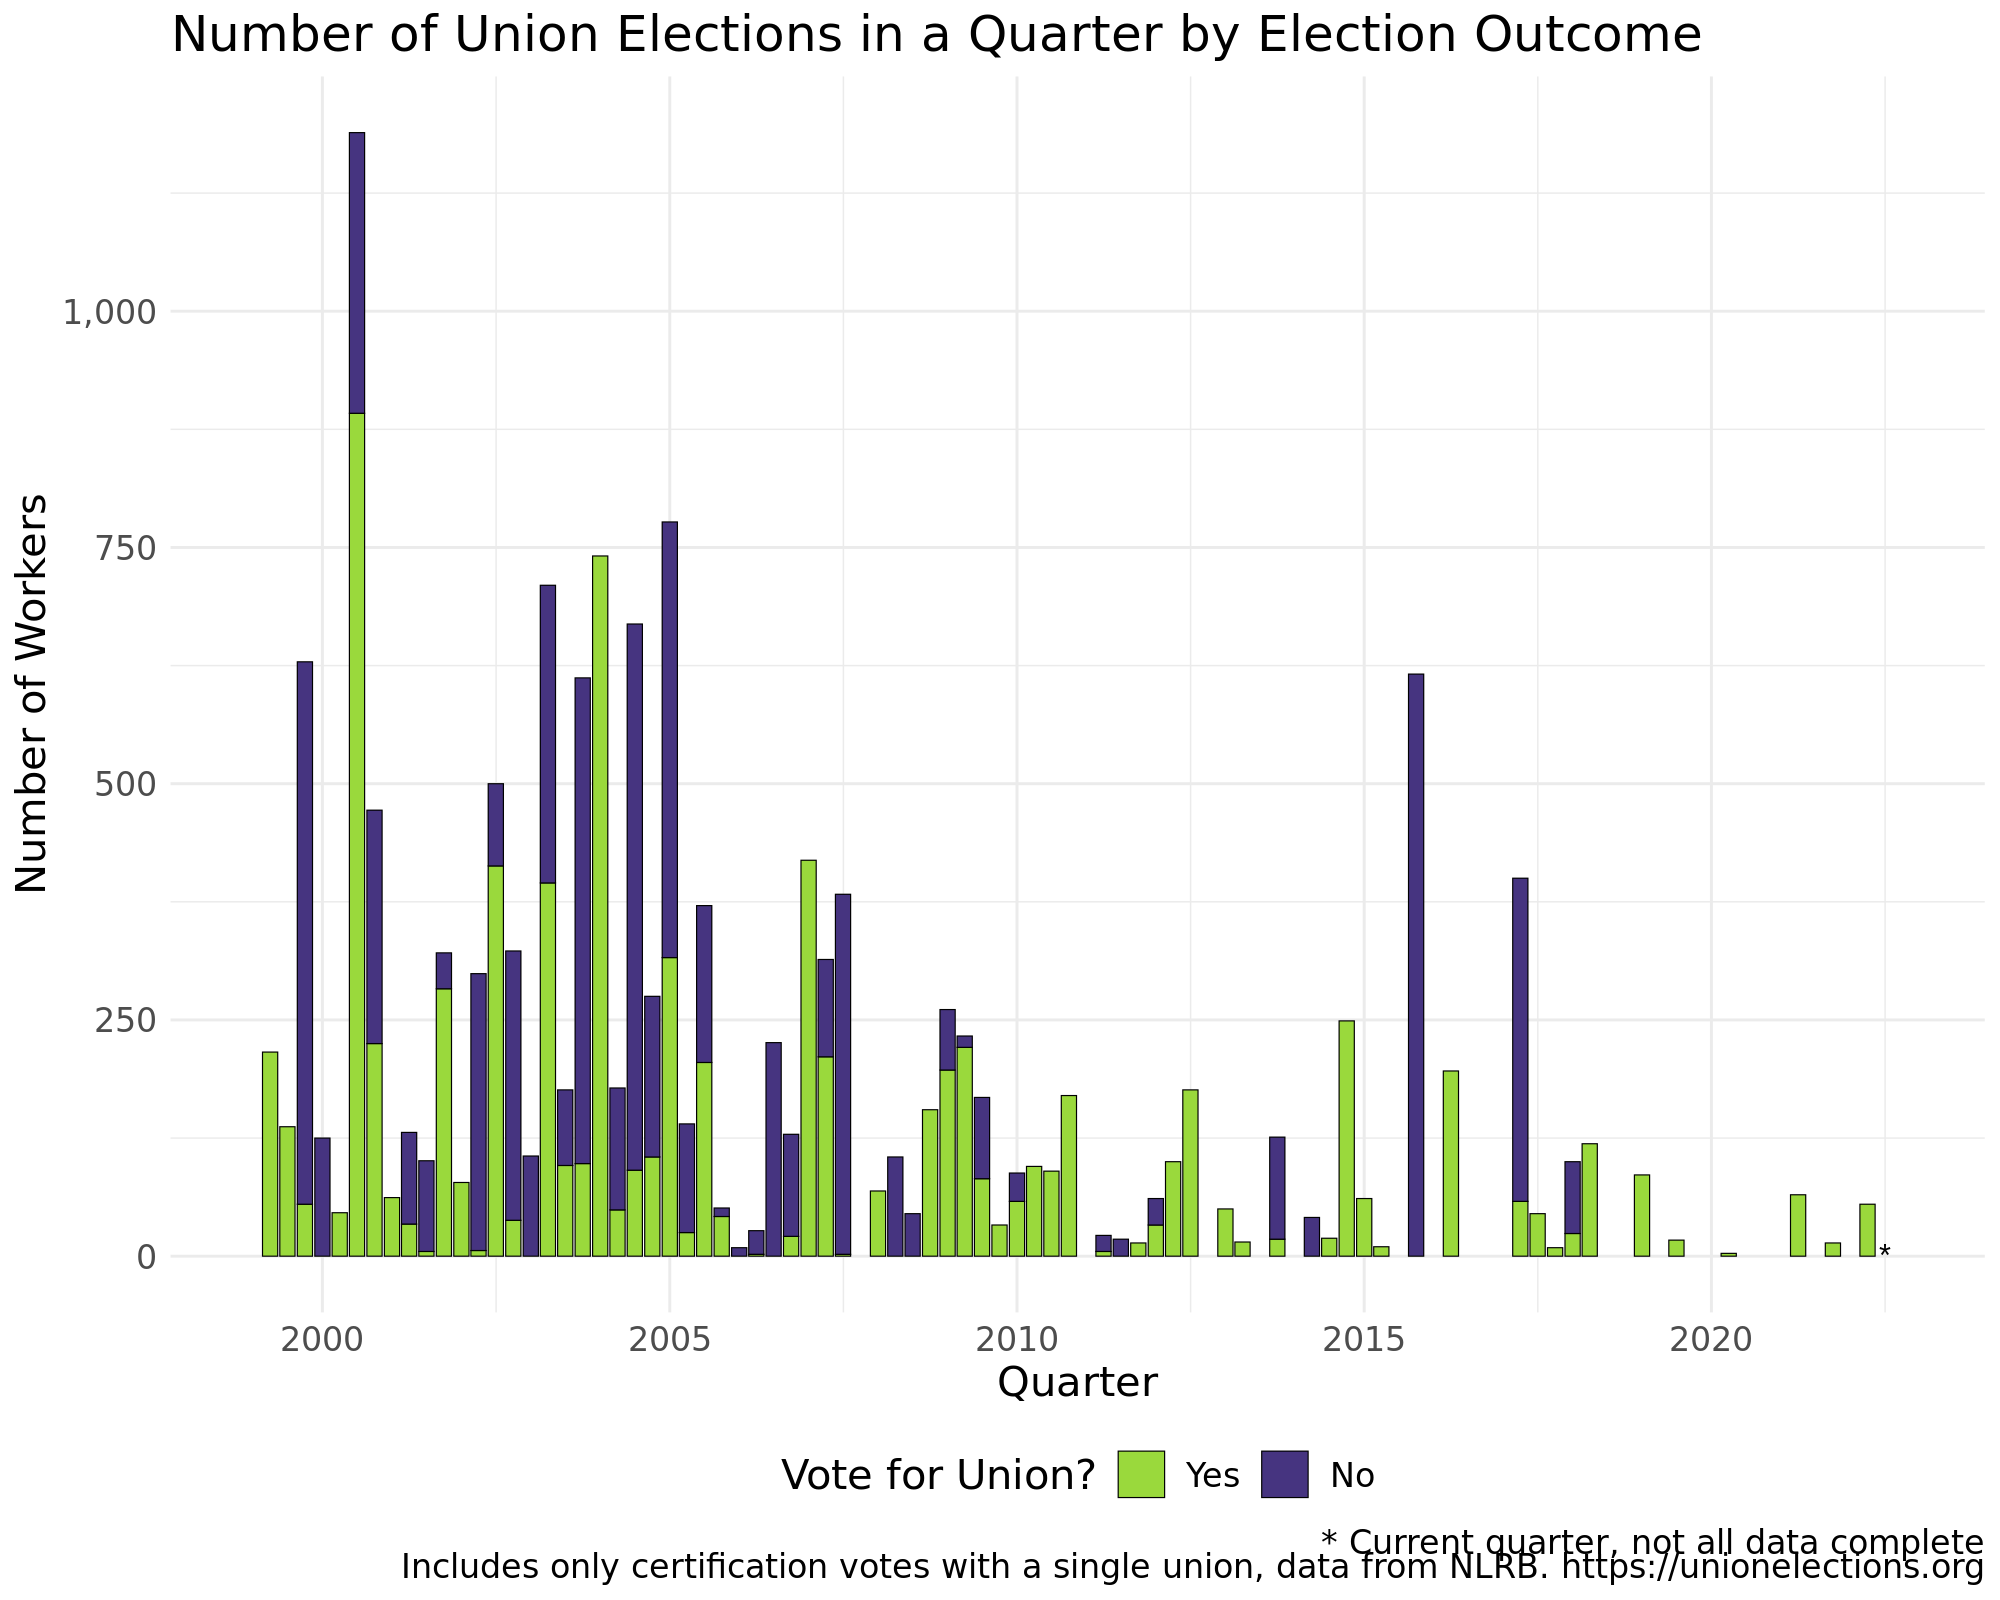 Number of Union Elections in a Quarter by Election Outcome
Number of Workers
1,000
750
500
250
0
*
2000 2005 2010 2015 2020
Quarter
Vote for Union? Yes No
* Current quarter, not all data complete
Includes only certification votes with a single union, data from NLRB. https://unionelections.org